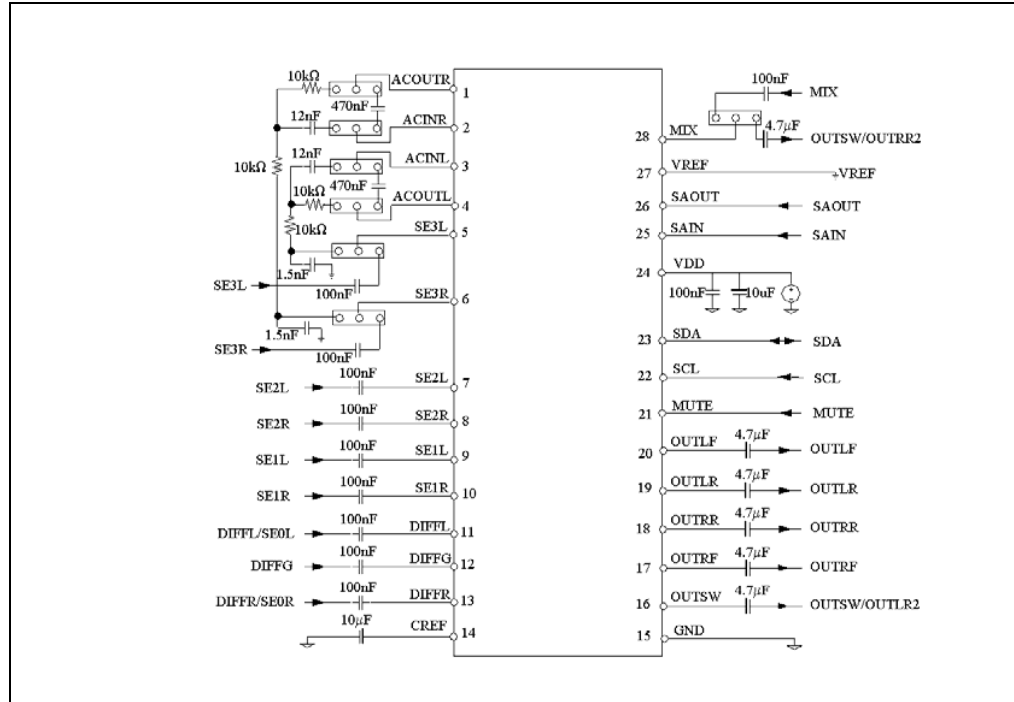 10kΩ
ACOUTR
1
470nF
12nF
ACINR
2
12nF
ACINL
3
10kΩ
470nF
10kΩ
ACOUTL
4
10kΩ
SE3L
5
1.5nF
SE3L
100nF
SE3R
6
1.5nF
SE3R
100nF
100nF
SE2L
SE2L
7
100nF
SE2R
SE2R
8
100nF
SE1L
SE1L
9
100nF
SE1R
SE1R
10
100nF
DIFFL/SE0L
DIFFL
11
100nF
DIFFG
DIFFG
12
100nF
DIFFR/SE0R
DIFFR
13
10μF
CREF
14
100nF
MIX
28
MIX
4.7μF
OUTSW/OUTRR2
27
VREF
VREF
26
SAOUT
SAOUT
25
SAIN
SAIN
24
VDD
100nF
10uF
23
SDA
SDA
22
SCL
SCL
21
MUTE
MUTE
20
OUTLF
4.7μF
OUTLF
19
OUTLR
4.7μF
OUTLR
18
OUTRR
4.7μF
OUTRR
17
OUTRF
4.7μF
OUTRF
16
OUTSW
4.7μF
OUTSW/OUTLR2
15
GND